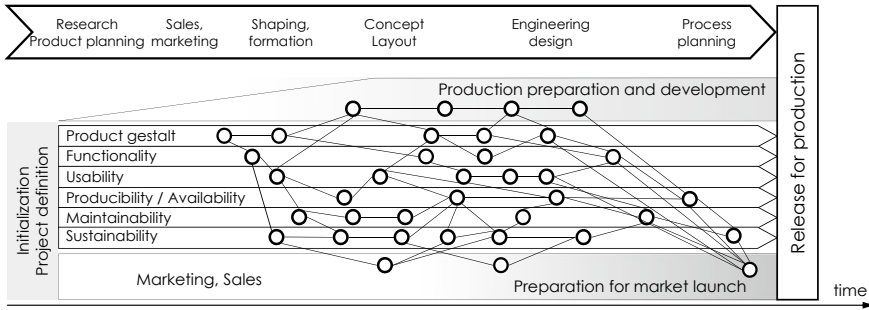 Research
Product planning
Sales,
marketing
Shaping,
formation
Concept
Layout
Engineering
design
Process
planning
Release for production
Production preparation and development
Initialization
Project definition
Product gestalt
Functionality
Usability
Producibility / Availability
Maintainability
Sustainability
Marketing, Sales
Preparation for market launch
time